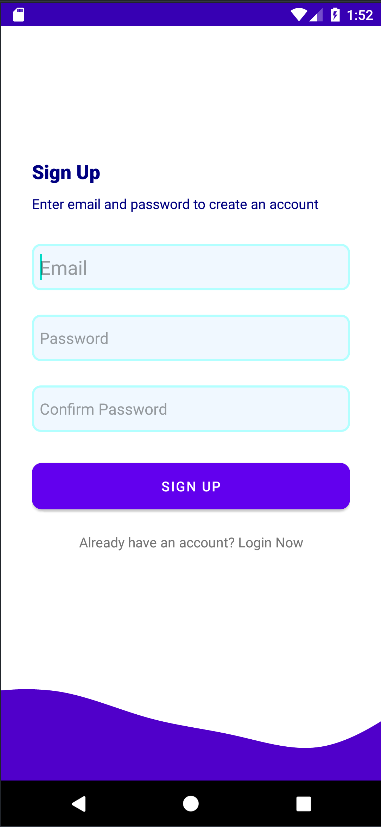 1:52
Sign Up
Enter email and password to create an account
Email
Password
Confirm Password
SIGN UP
Already have an account? Login Now